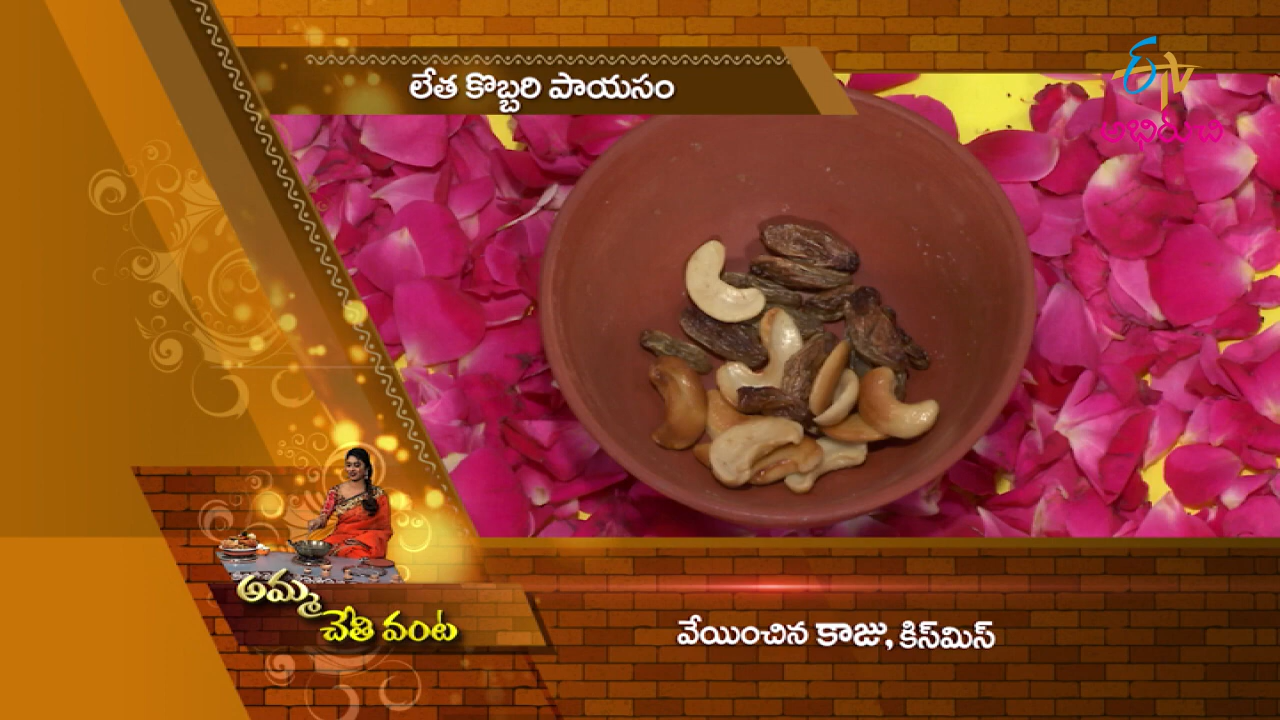 లేత కొబ్బరి పాయసం
ETV
అభిరుచి
అమ్మ
చేతి వంట
వేయించిన కాజు, కిస్‌మిస్